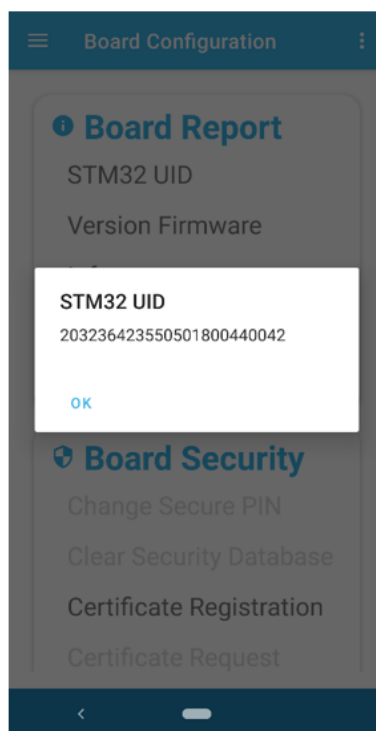 Board Configuration
Board Report
STM32 UID
Version Firmware
STM32 UID
203236423550501800440042
OK
Board Security
Change Secure PIN
Clear Security Database
Certificate Registration
Certificate Request